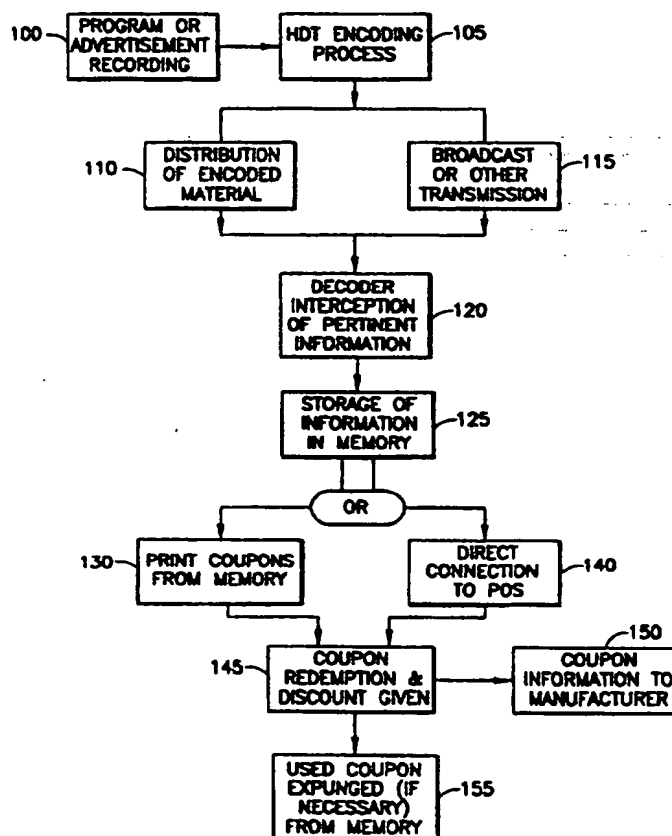 100
PROGRAM OR
ADVERTISEMENT
RECORDING
HDT ENCODING
PROCESS
105
110
DISTRIBUTION
OF ENCODED
MATERIAL
BROADCAST
OR OTHER
TRANSMISSION
115
DECODER
INTERCEPTION
OF PERTINENT
INFORMATION
120
STORAGE OF
INFORMATION
IN MEMORY
125
OR
130
PRINT COUPONS
FROM MEMORY
DIRECT
CONNECTION
TO POS
140
145
COUPON
REDEMPTION &
DISCOUNT GIVEN
150
COUPON
INFORMATION TO
MANUFACTURER
USED COUPON
EXPUNGED (IF
NECESSARY)
FROM MEMORY
155